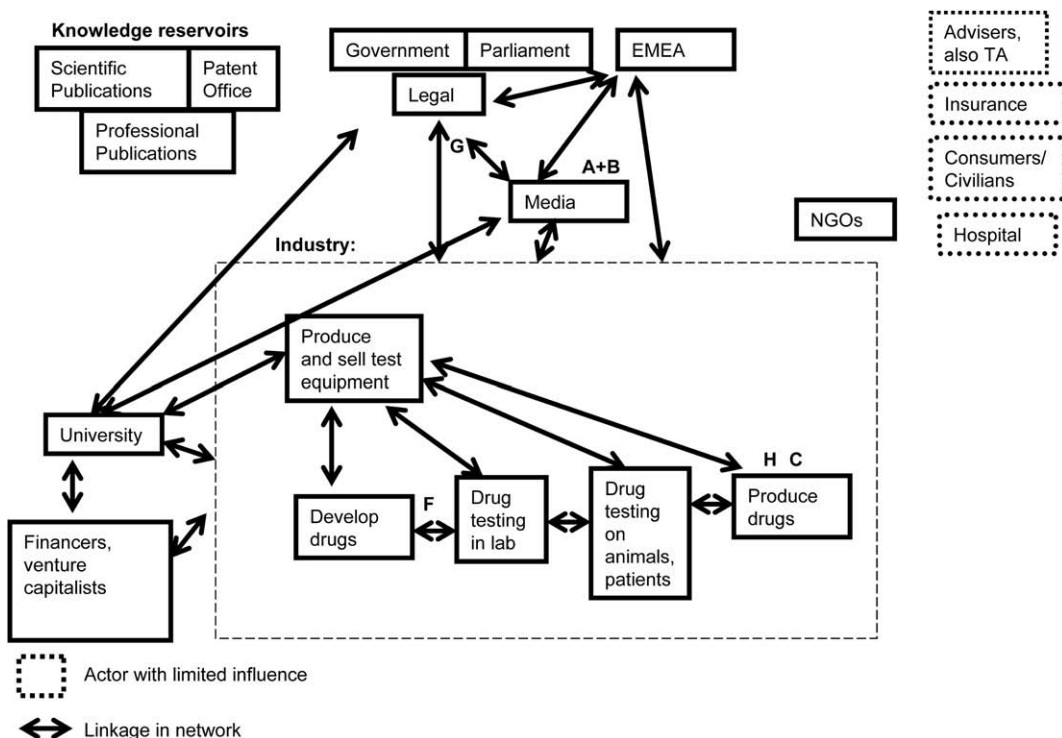 Knowledge reservoirs
Scientific
Publications
Patent
Office
Professional
Publications
Government
Parliament
EMEA
Legal
G
A+B
Media
Advisers,
also TA
Insurance
Consumers/
Civilians
Hospital
NGOs
Industry:
Produce
and sell test
equipment
University
Financers,
venture
capitalists
Develop
drugs
F
Drug
testing
in lab
Drug
testing
on
animals,
patients
H C
Produce
drugs
Actor with limited influence
Linkage in network